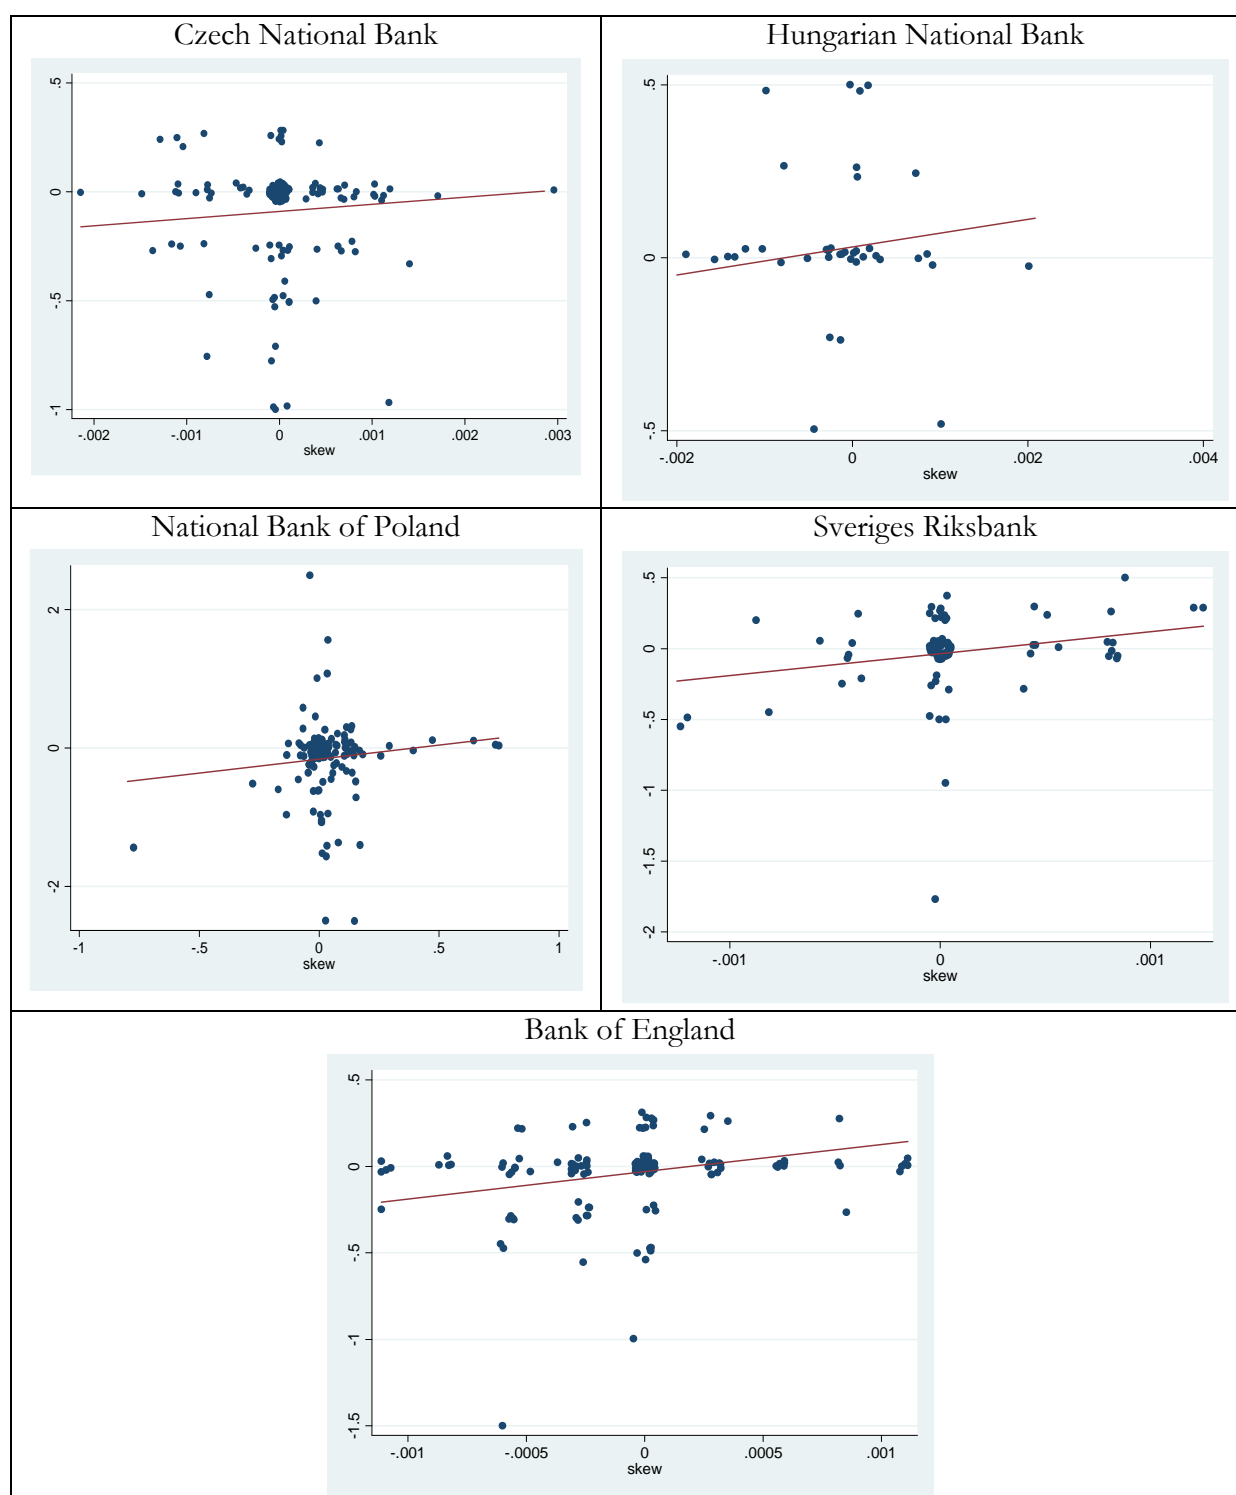 Czech National Bank
.5
0
-.5
-1
-.002 -.001 0 .001 .002 .003
skew
Hungarian National Bank
.5
0
-.5
-.002 0 .002 .004
skew
National Bank of Poland
2
0
-2
-1 -.5 0 .5 1
skew
Sveriges Riksbank
.5
0
-.5
-1
-1.5
-2
-.001 0 .001
skew
Bank of England
.5
0
-.5
-1
-1.5
-.001 -.0005 0 .0005 .001
skew